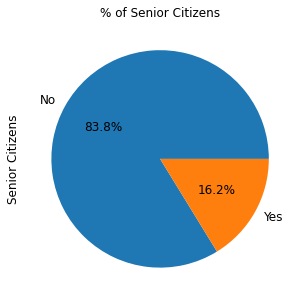 % of Senior Citizens
No
83.8%
Senior Citizens
16.2%
Yes